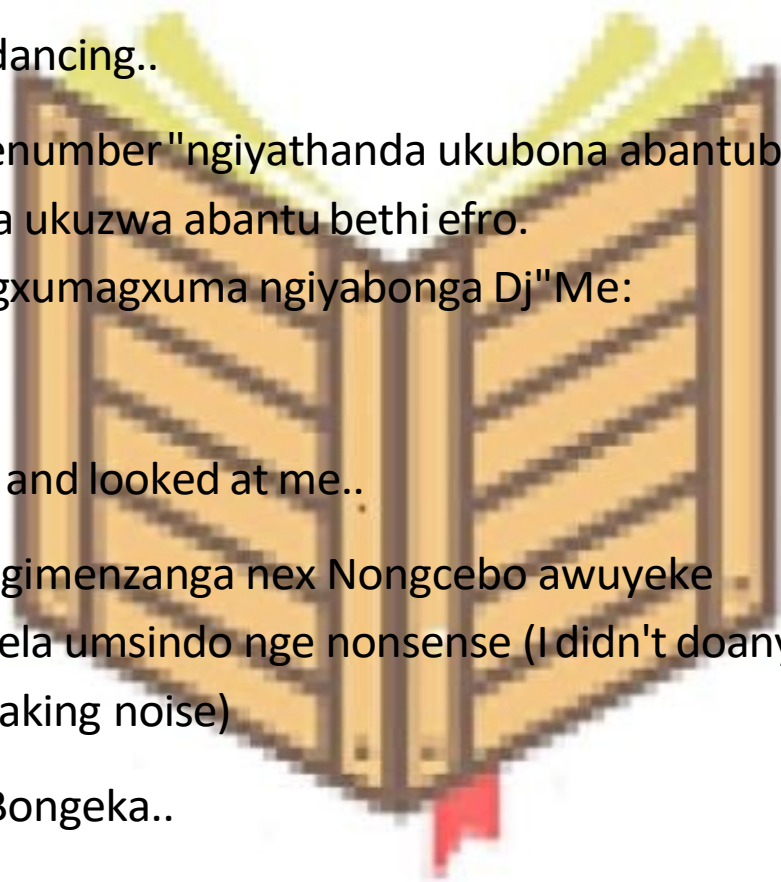 dancing..
enumber"ngiyathanda ukubona abantub
a ukuzwa abantu bethi efro.
gxumagxuma ngiyabonga Dj"Me:
and looked at me..
gimenzanga nex Nongcebo awuyeke
ela umsindo nge nonsense (I didn't doany
aking noise)
Bongeka..